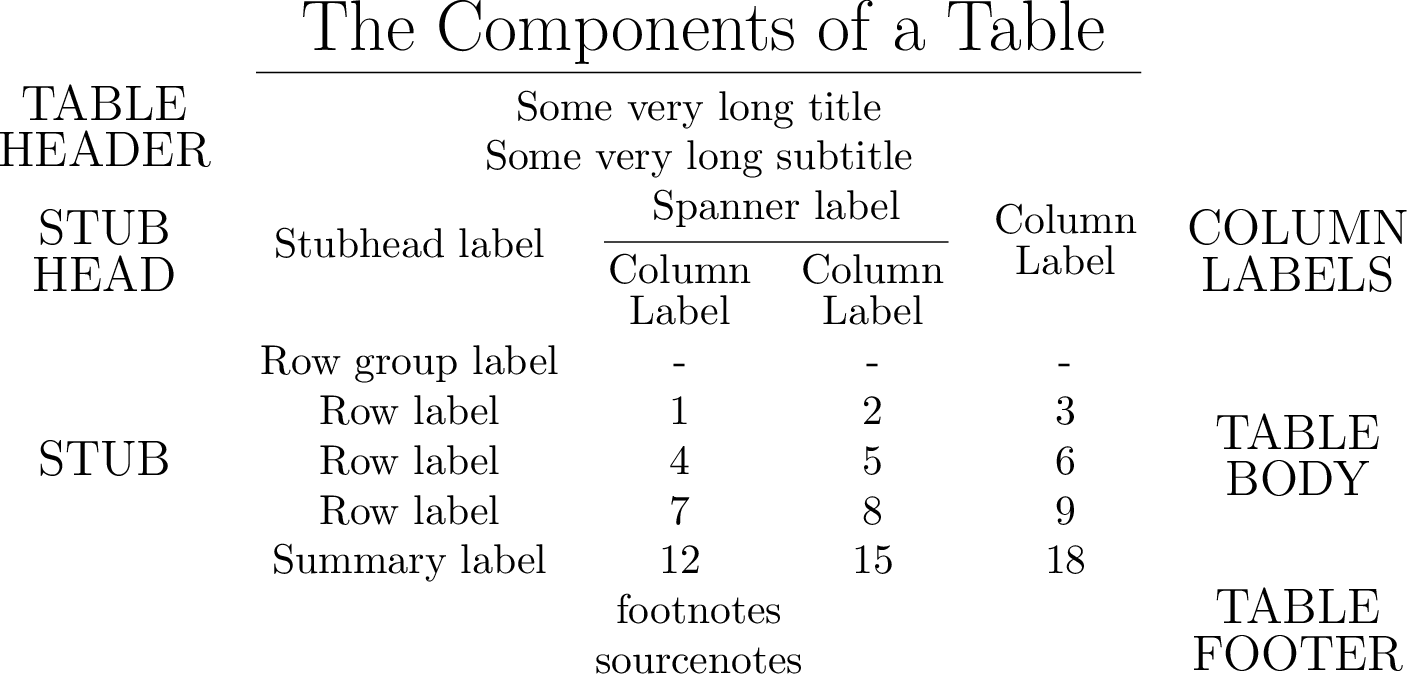 The Components of a Table
TABLE
HEADER
Some very long title
Some very long subtitle
STUB
HEAD
Stubhead label
Spanner label
Column
Label
Column
Label
Column
Label
COLUMN
LABELS
Row group label - - -
Row label 1 2 3
STUB
Row label 4 5 6
Row label 7 8 9
Summary label 12 15 18
TABLE
BODY
footnotes
sourcenotes
TABLE
FOOTER